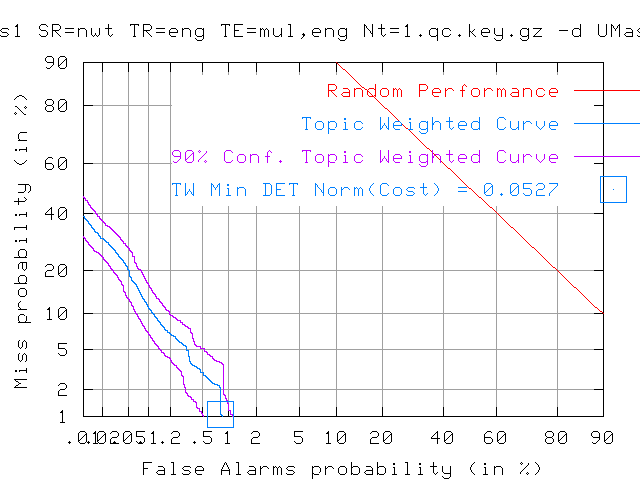 s1 SR=nwt TR=eng TE=mul,eng Nt=1.qc.key.gz -d UMas
90
80
60
40
20
10
5
2
1
Miss probability (in %)
Random Performance
Topic Weighted Curve
90% Conf. Topic Weighted Curve
TW Min DET Norm(Cost) = 0.0527
.5 1 2 5 10 20 40 60 80 90
False Alarms probability (in %)